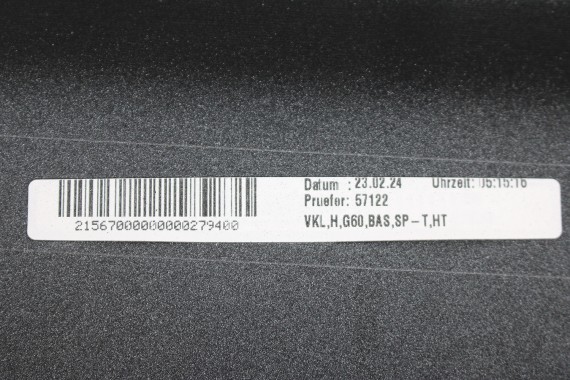 Datum : 23.02.24 Uhrzeit: 05:15:16
Pruefer: 57122
21567000000000279400
VKL,H,G60,BAS,SP-T,HT